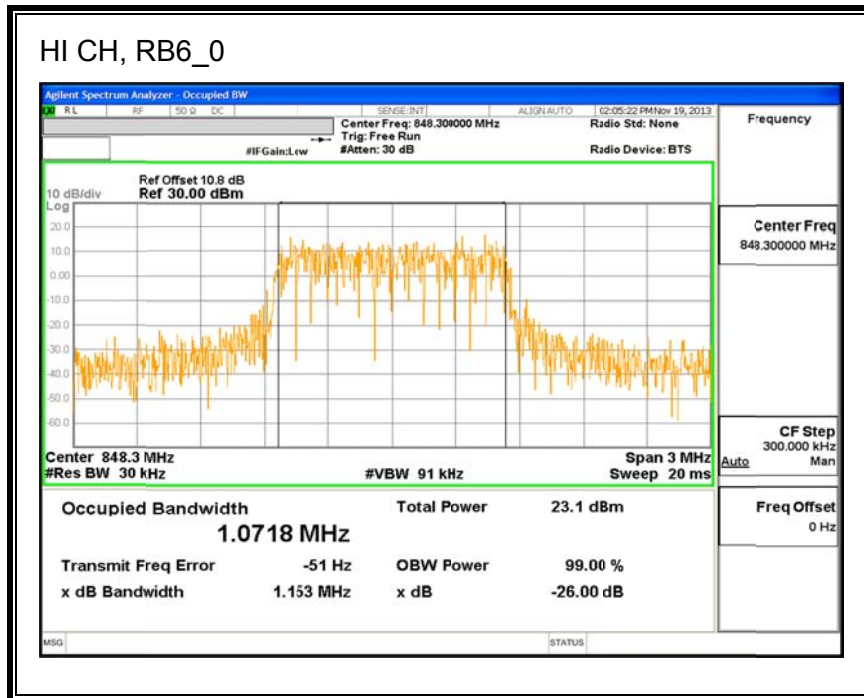 HI CH, RB6_0
Agilent Spectrum Analyzer - Occupied BW
RL RF 50 Ω DC SENSE:INT ALIGN AUTO 02:05:22 PM Nov 19, 2013
Center Freq: 848.300000 MHz Radio Std: None
Trig: Free Run
#IFGain:Low #Atten: 30 dB Radio Device: BTS
Ref Offset 10.8 dB
10 dB/div Ref 30.00 dBm
Log
20.0
10.0
0.00
-10.0
-20.0
-30.0
-40.0
-50.0
-60.0
Center 848.3 MHz Span 3 MHz
#Res BW 30 kHz #VBW 91 kHz Sweep 20 ms
Occupied Bandwidth Total Power 23.1 dBm
1.0718 MHz
Transmit Freq Error -51 Hz OBW Power 99.00 %
x dB Bandwidth 1.153 MHz x dB -26.00 dB
MSG STATUS
Frequency
Center Freq
848.300000 MHz
CF Step
300.000 kHz
Auto Man
Freq Offset
0 Hz